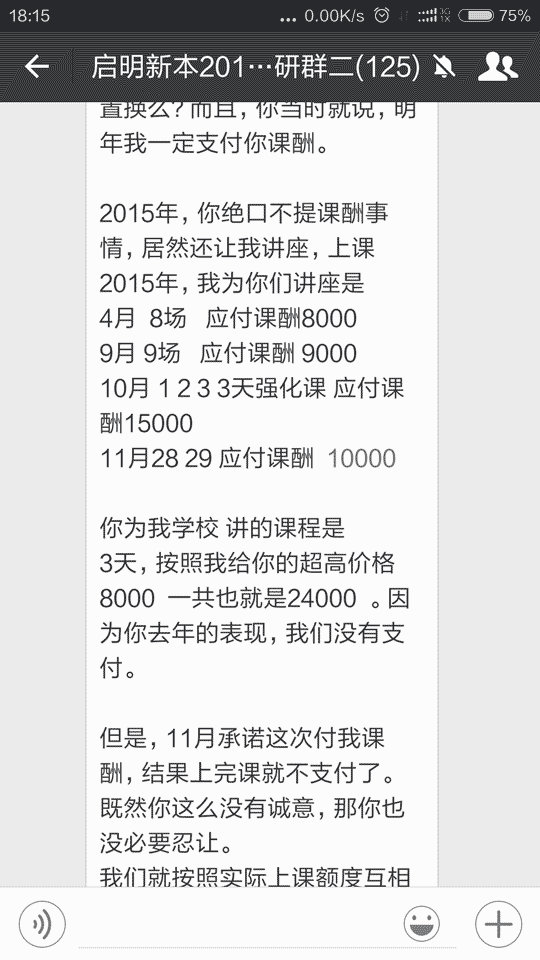 18:15
... 0.00K/s 3G 1X 75%
启明新本201…研群二(125)
置换么？而且，你当时就说，明
年我一定支付你课酬。
2015年，你绝口不提课酬事
情，居然还让我讲座，上课
2015年，我为你们讲座是
4月 8场 应付课酬8000
9月 9场 应付课酬 9000
10月 1 2 3 3天强化课 应付课
酬15000
11月28 29 应付课酬 10000
你为我学校 讲的课程是
3天，按照我给你的超高价格
8000 一共也就是24000 。因
为你去年的表现，我们没有支
付。
但是，11月承诺这次付我课
酬，结果上完课就不支付了。
既然你这么没有诚意，那你也
没必要忍让。
我们就按照实际上课额度互相